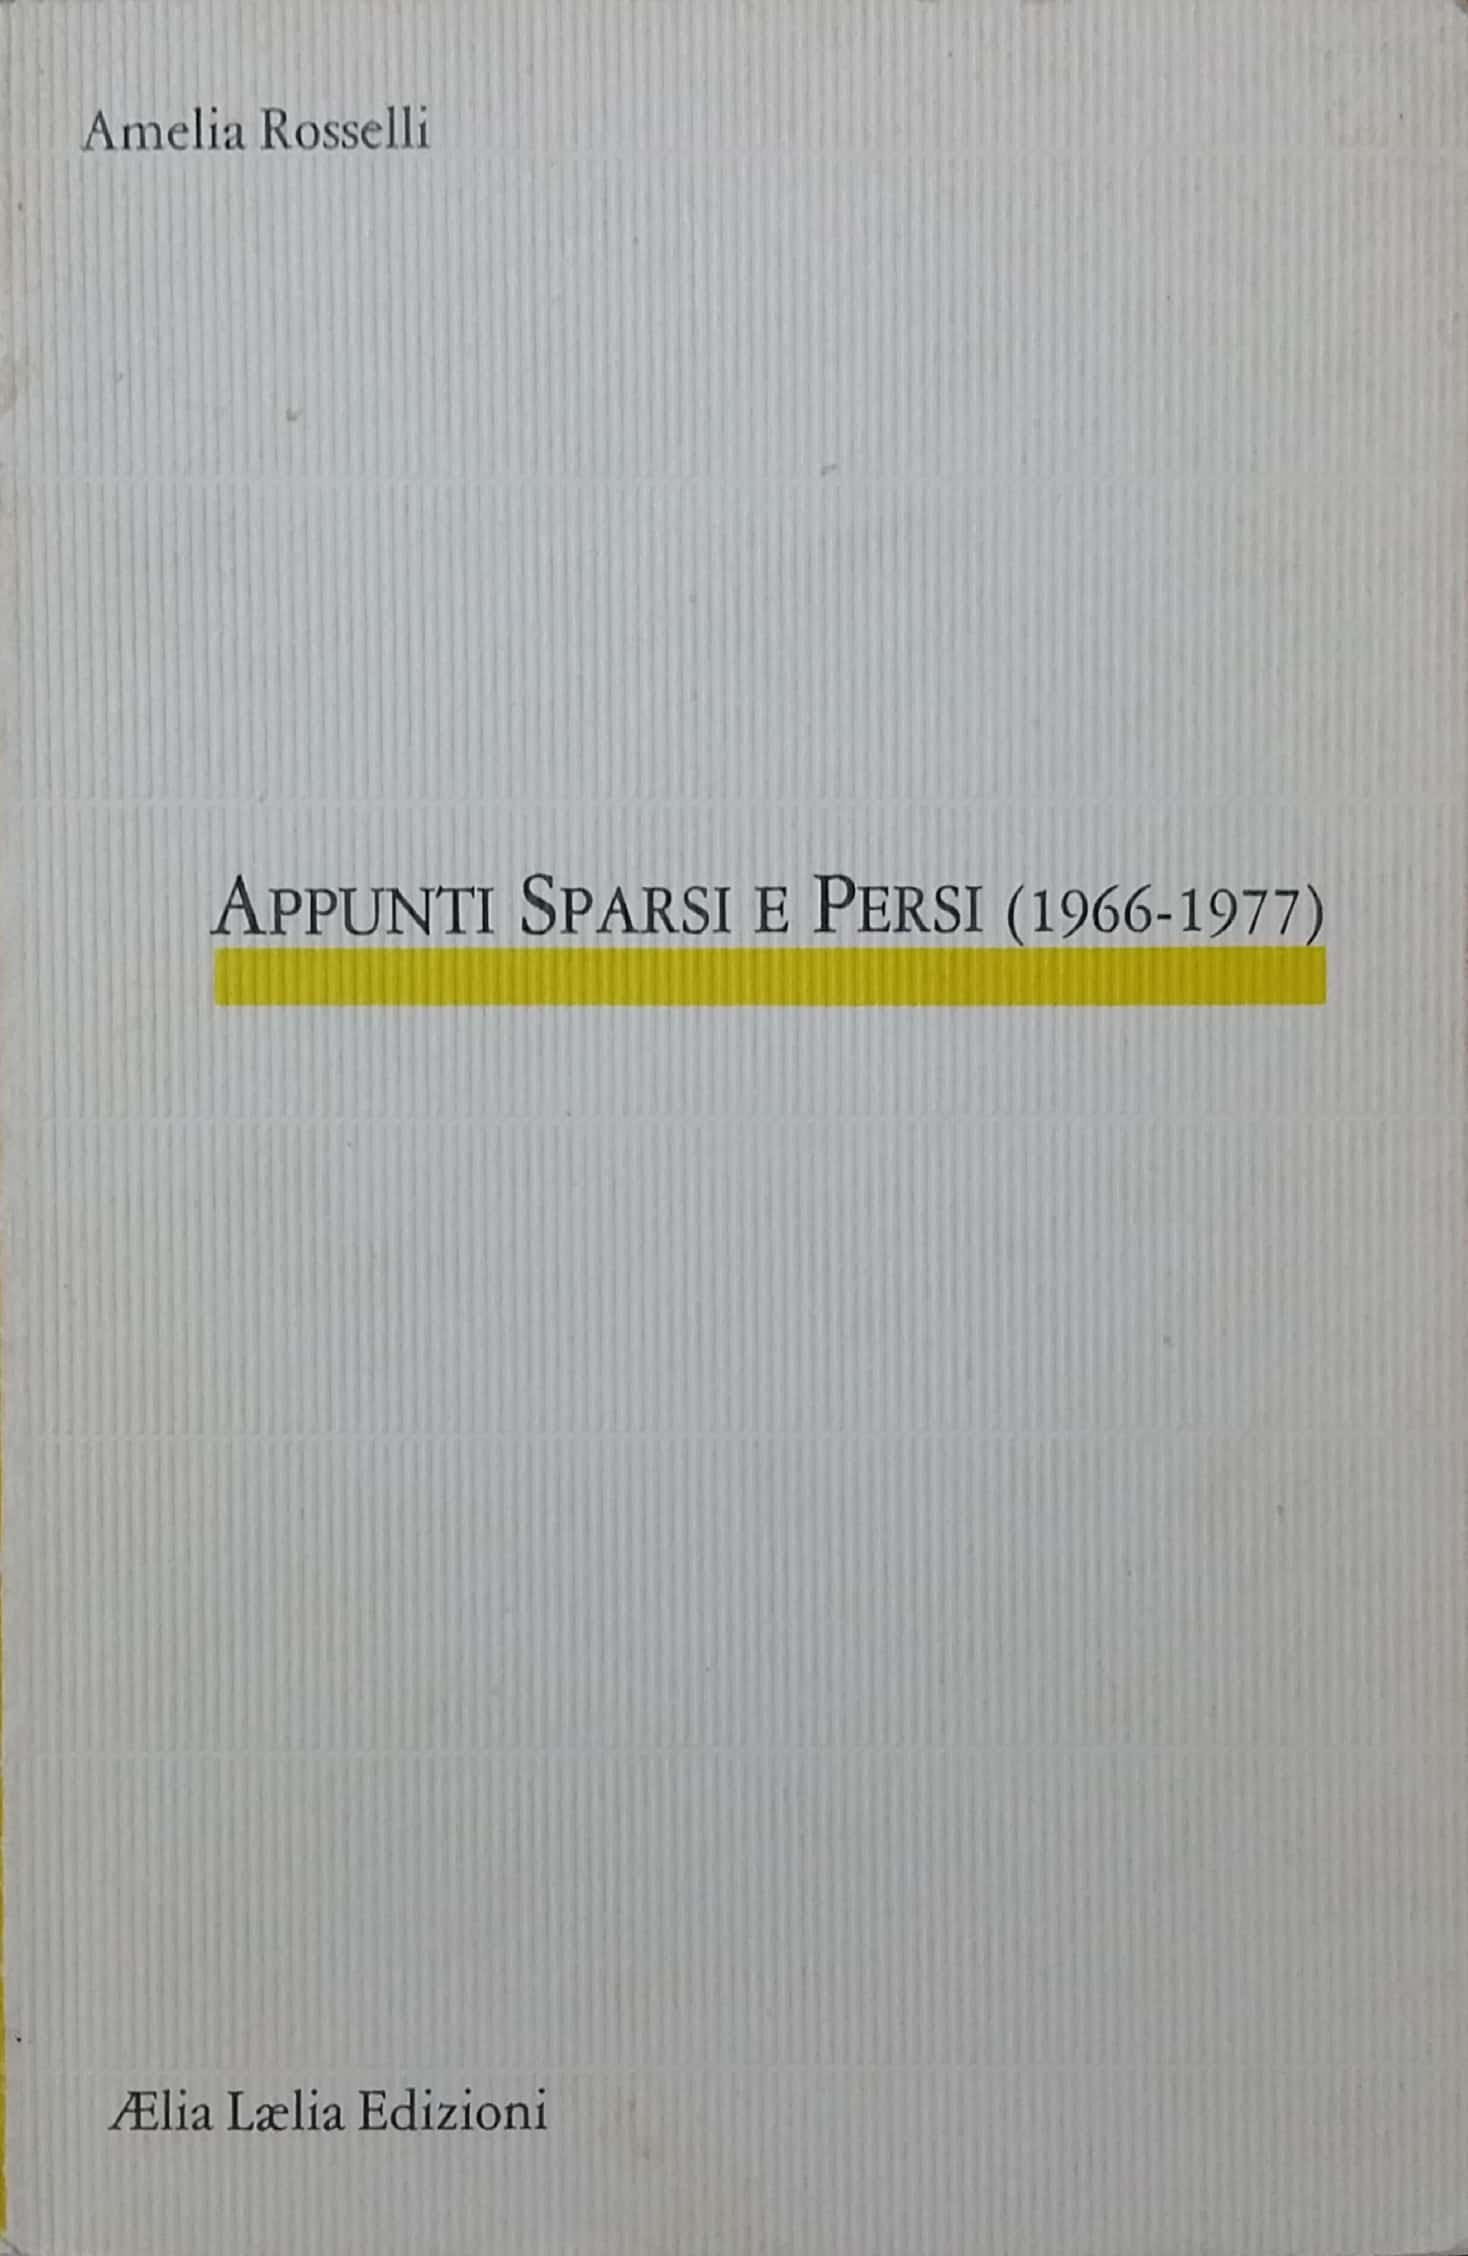 Amelia Rosselli
APPUNTI SPARSI E PERSI (1966-1977)
Ælia Lælia Edizioni